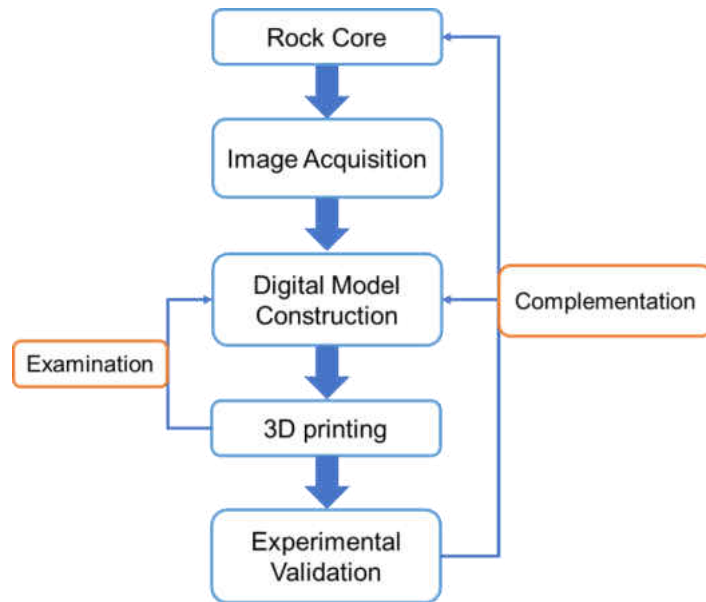 Rock Core
Image Acquisition
Digital Model
Construction
Complementation
Examination
3D printing
Experimental
Validation